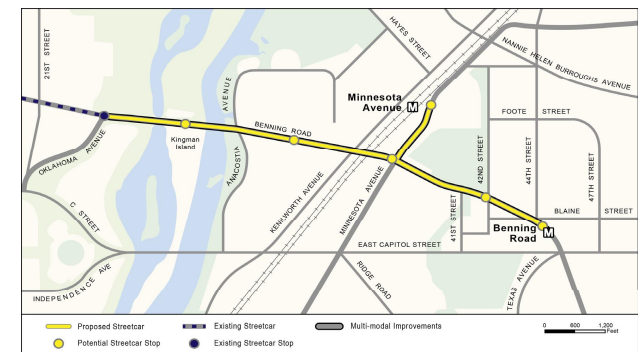 HAYES STREET
NANNIE HELEN BURROUGHS AVENUE
21ST STREET
Minnesota
Avenue M
AVENUE
FOOTE STREET
BENNING ROAD
Kingman
Island
OKLAHOMA AVENUE
ANACOSTIA
42ND STREET
44TH STREET
47TH STREET
KENILWORTH AVENUE
MINNESOTA AVENUE
C STREET
41ST STREET
BLAINE STREET
Benning
Road M
EAST CAPITOL STREET
INDEPENDENCE AVE
RIDGE ROAD
TEXAS AVENUE
Proposed Streetcar
Existing Streetcar
Multi-modal Improvements
0 600 1,200
Feet
Potential Streetcar Stop
Existing Streetcar Stop